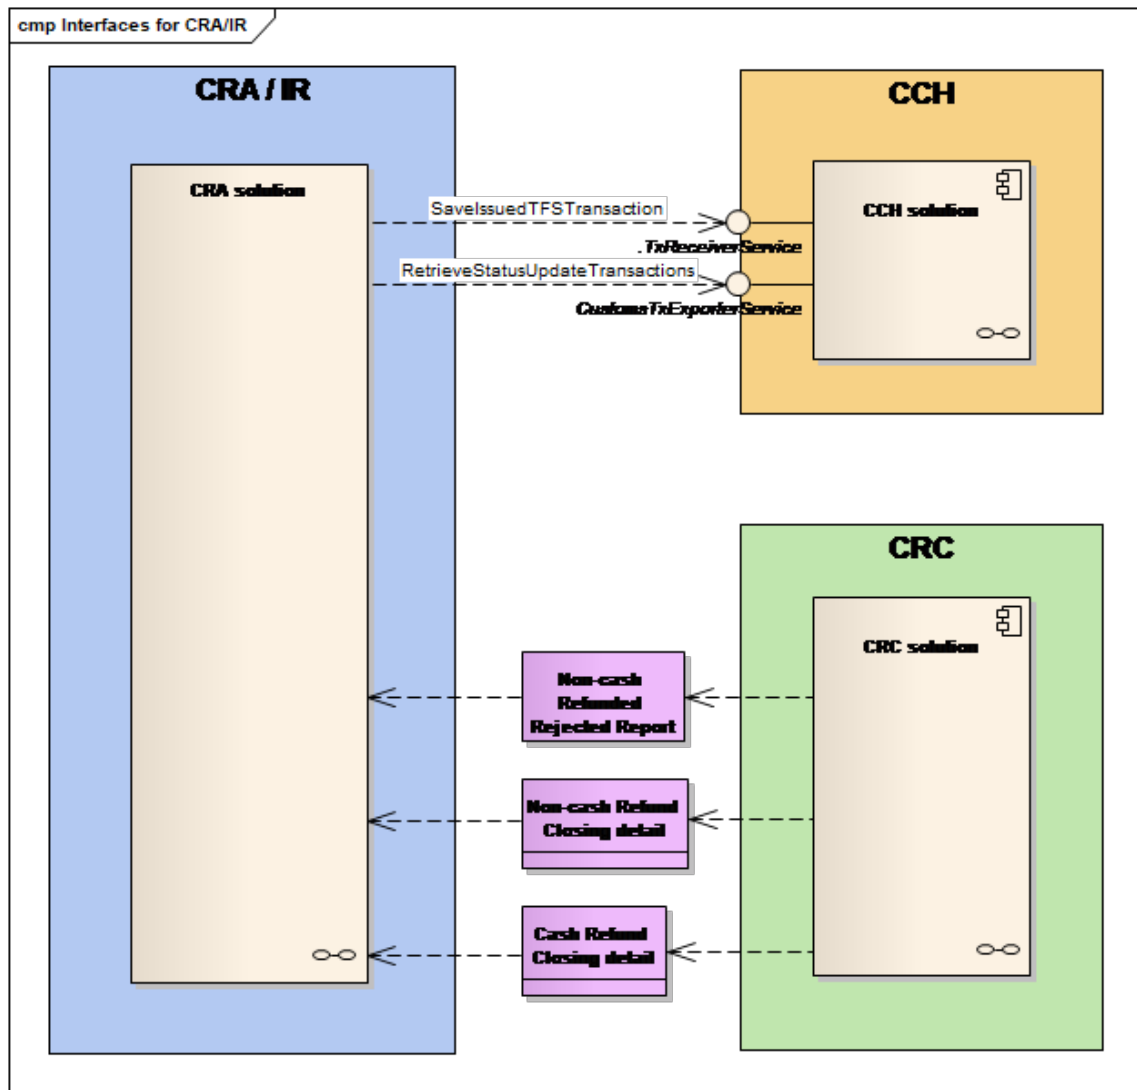 cmp Interfaces for CRA/IR
CRA / IR
CCH
CRA solution
CCH solution
SaveIssuedTFSTransaction
.TxReceiverService
RetrieveStatusUpdateTransactions
CustomsTxExporterService
CRC
CRC solution
Non-cash
Refunded
Rejected Report
Non-cash Refund
Closing detail
Cash Refund
Closing detail